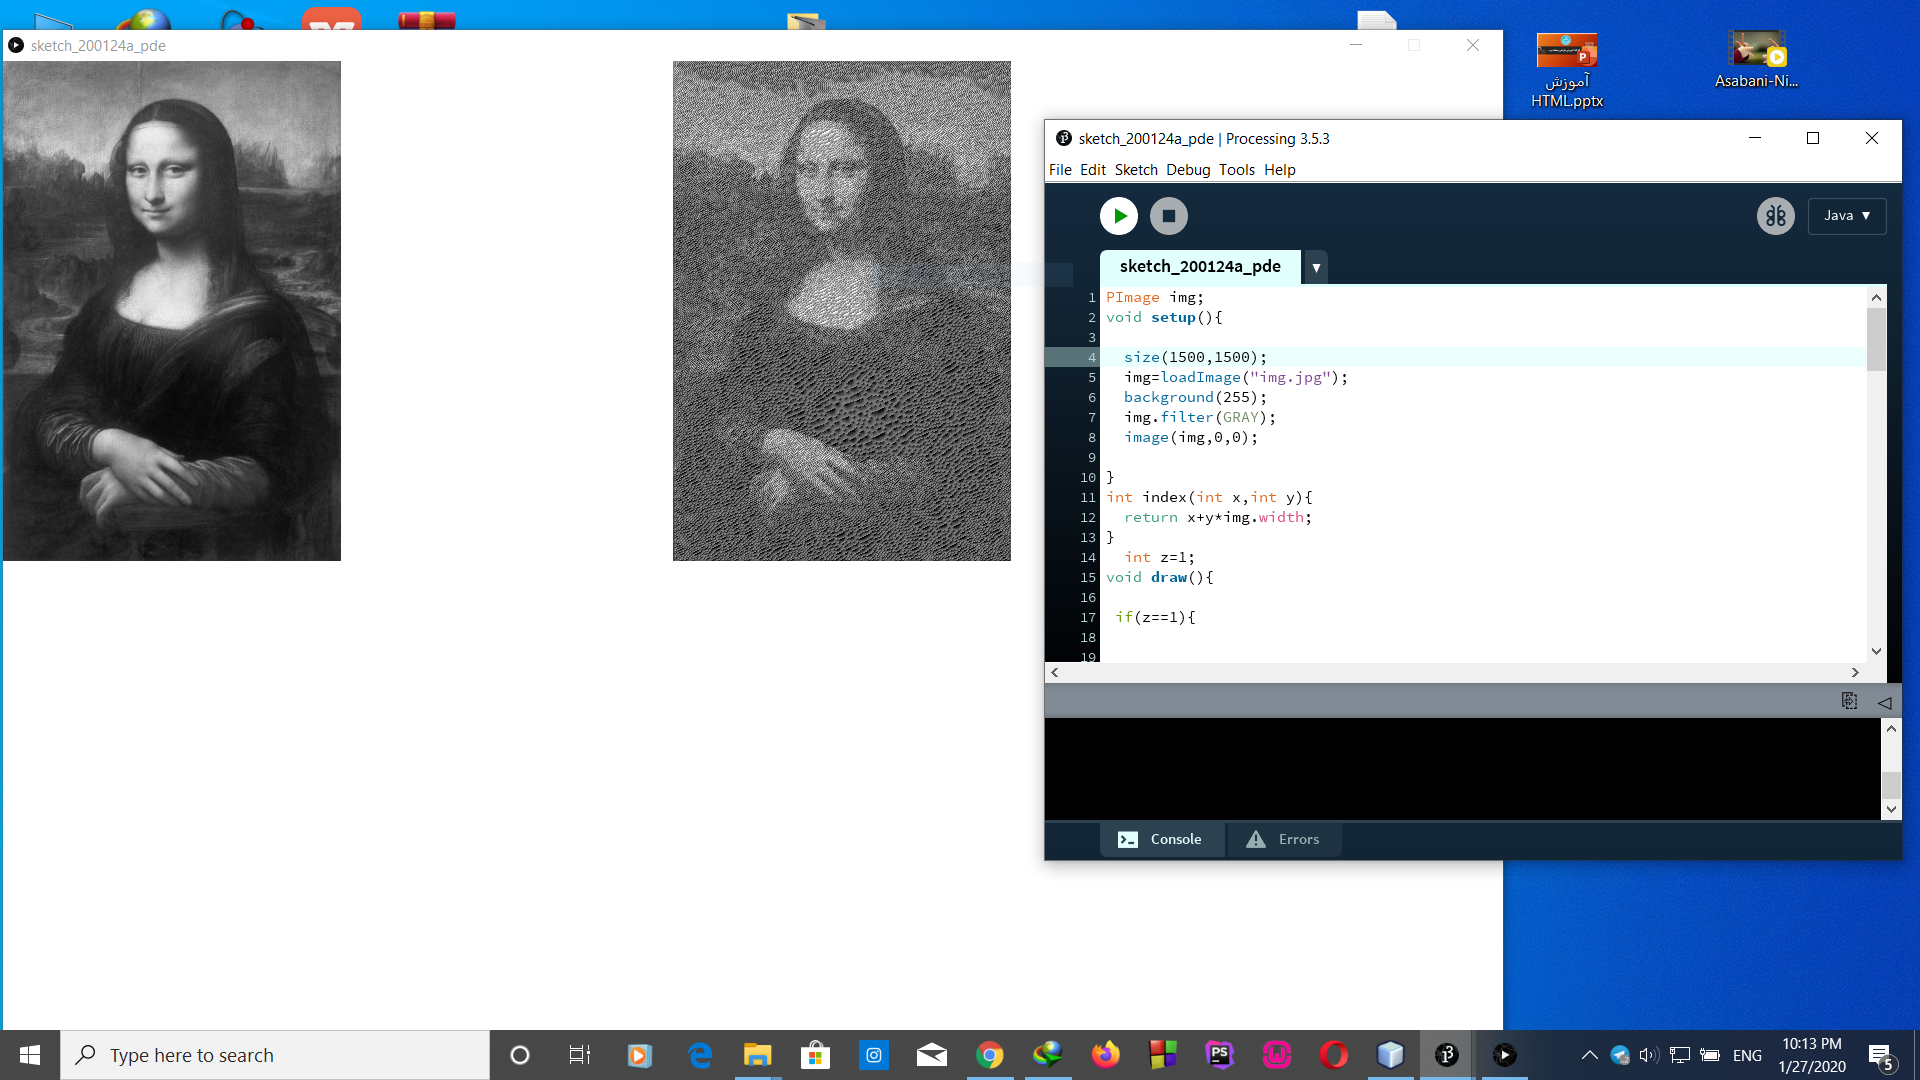 sketch_200124a_pde
آموزش
HTML.pptx
Asabani-Ni...
sketch_200124a_pde | Processing 3.5.3
File Edit Sketch Debug Tools Help
Java ▼
sketch_200124a_pde ▼
1 PImage img;
2 void setup(){
3
4 size(1500,1500);
5 img=loadImage("img.jpg");
6 background(255);
7 img.filter(GRAY);
8 image(img,0,0);
9
10 }
11 int index(int x,int y){
12 return x+y*img.width;
13 }
14 int z=1;
15 void draw(){
16
17 if(z==1){
18
19
Console Errors
Type here to search
PS
ENG
10:13 PM
1/27/2020
5